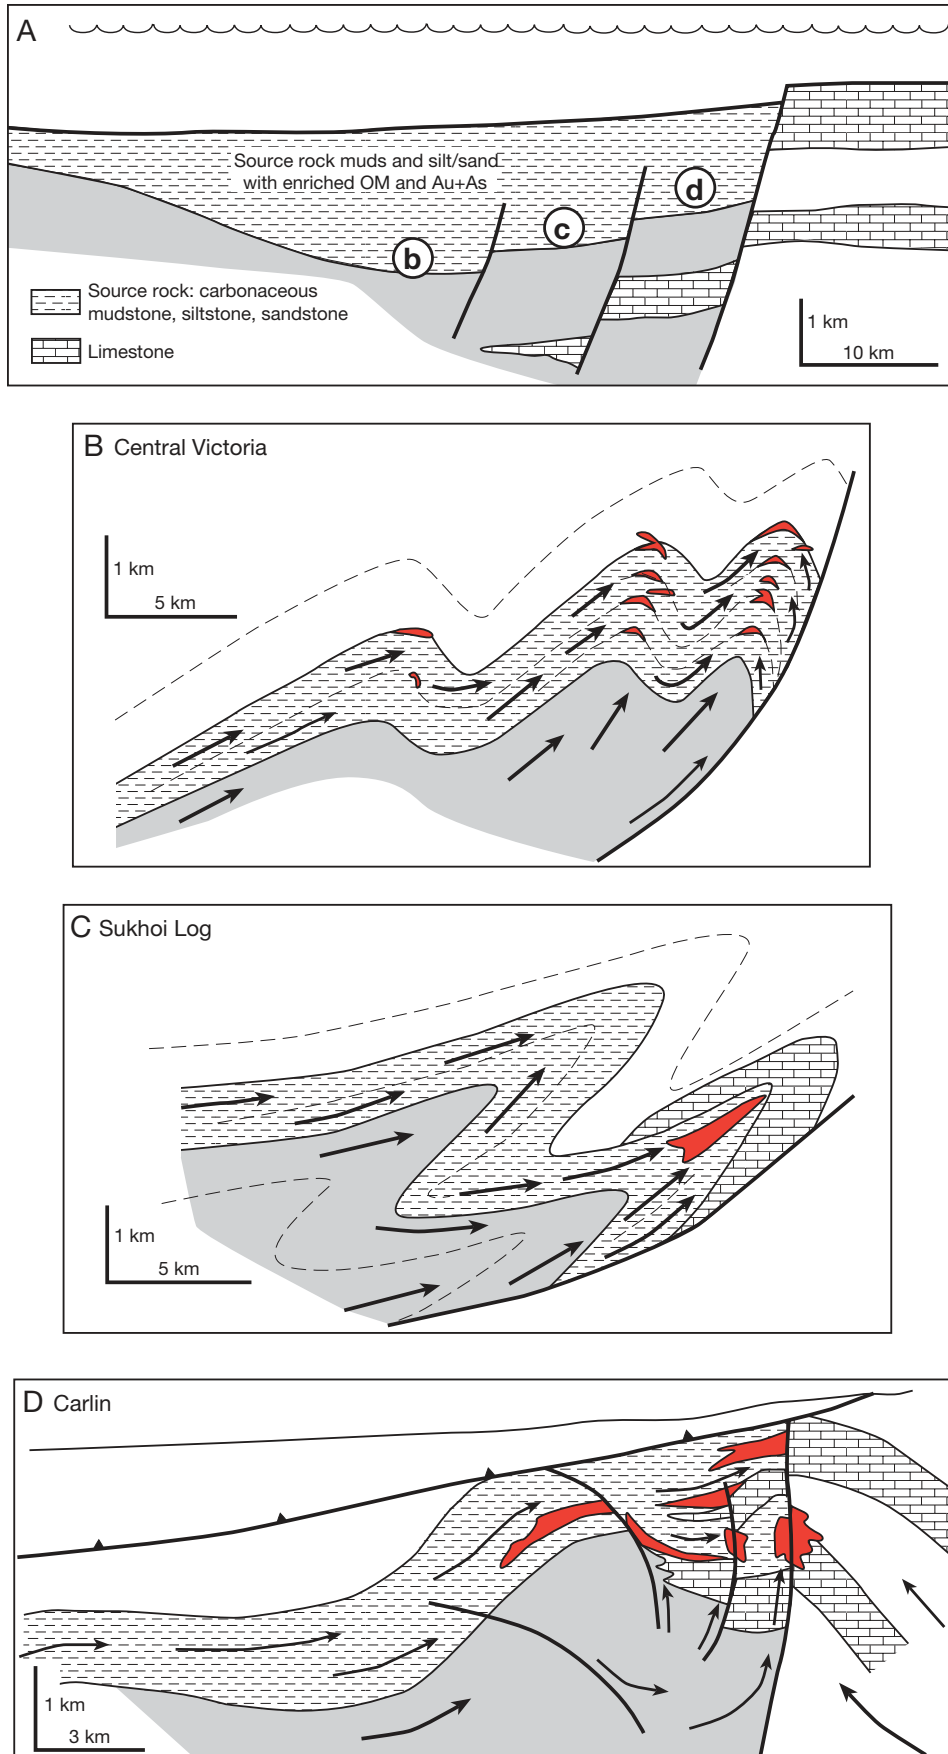 A
Source rock muds and silt/sand
with enriched OM and Au+As
d
c
b
Source rock: carbonaceous
mudstone, siltstone, sandstone
Limestone
1 km
10 km
B Central Victoria
1 km
5 km
C Sukhoi Log
1 km
5 km
D Carlin
1 km
3 km